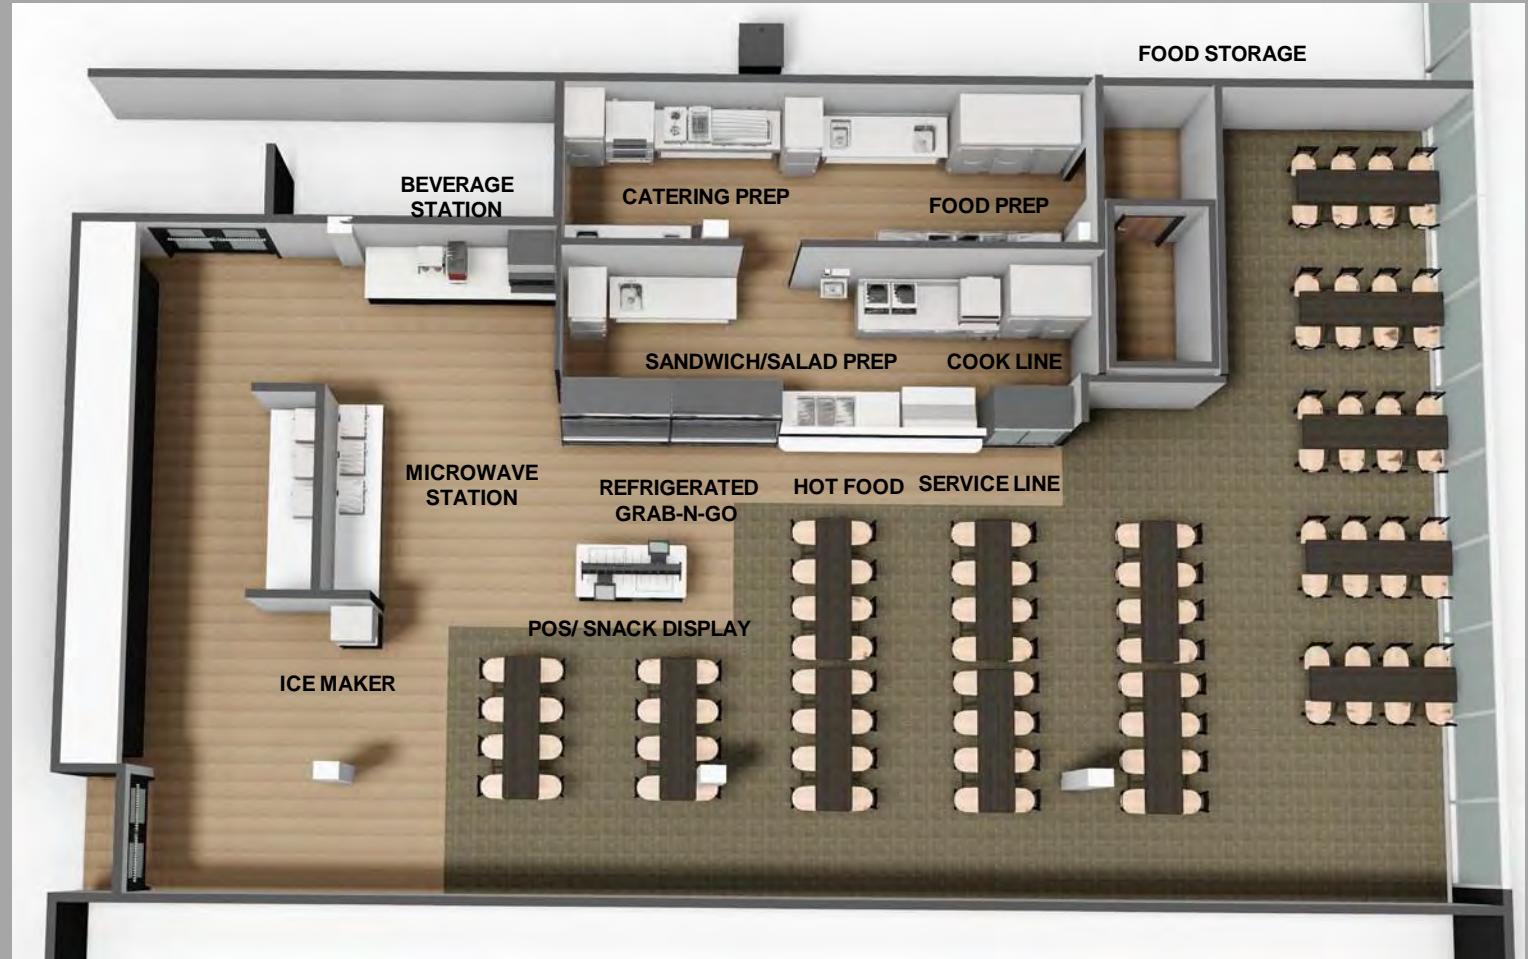 FOOD STORAGE
BEVERAGE
STATION
CATERING PREP
FOOD PREP
SANDWICH/SALAD PREP
COOK LINE
MICROWAVE
STATION
REFRIGERATED
GRAB-N-GO
HOT FOOD
SERVICE LINE
POS/ SNACK DISPLAY
ICE MAKER